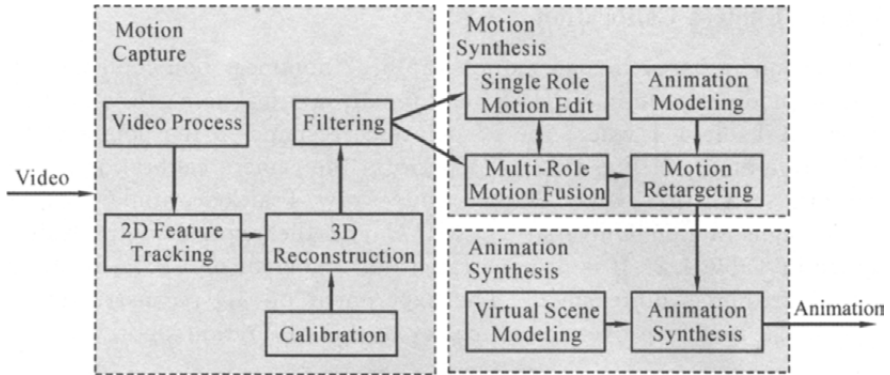 Motion
Capture
Video Process
Filtering
Video
2D Feature
Tracking
3D
Reconstruction
Calibration
Motion
Synthesis
Single Role
Motion Edit
Animation
Modeling
Multi-Role
Motion Fusion
Motion
Retargeting
Animation
Synthesis
Virtual Scene
Modeling
Animation
Synthesis
Animation